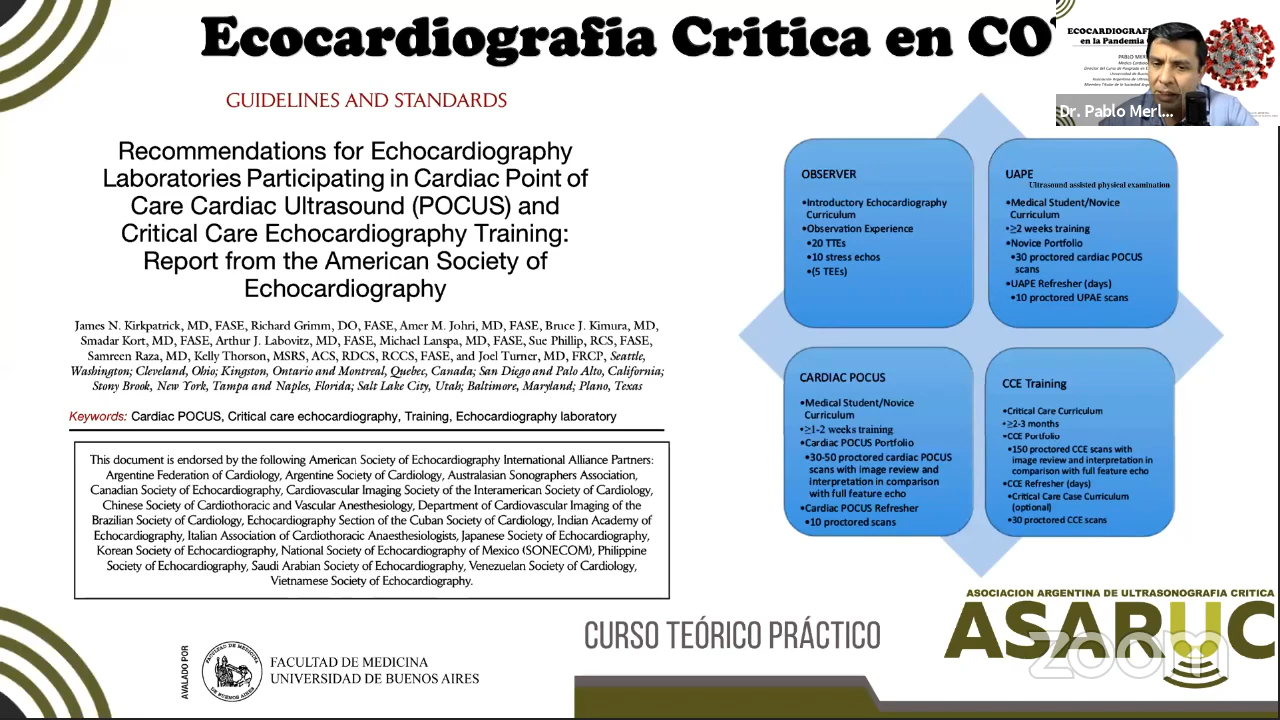 Ecocardiografia Critica en CO
GUIDELINES AND STANDARDS
Recommendations for Echocardiography
Laboratories Participating in Cardiac Point of
Care Cardiac Ultrasound (POCUS) and
Critical Care Echocardiography Training:
Report from the American Society of
Echocardiography
James N. Kirkpatrick, MD, FASE, Richard Grimm, DO, FASE, Amer M. Johri, MD, FASE, Bruce J. Kimura, MD,
Smadar Kort, MD, FASE, Arthur J. Labovitz, MD, FASE, Michael Lanspa, MD, FASE, Sue Phillip, RCS, FASE,
Samreen Raza, MD, Kelly Thorson, MSRS, ACS, RDCS, RCCS, FASE, and Joel Turner, MD, FRCP, Seattle,
Washington; Cleveland, Ohio; Kingston, Ontario and Montreal, Quebec, Canada; San Diego and Palo Alto, California;
Stony Brook, New York, Tampa and Naples, Florida; Salt Lake City, Utah; Baltimore, Maryland; Plano, Texas
Keywords: Cardiac POCUS, Critical care echocardiography, Training, Echocardiography laboratory
This document is endorsed by the following American Society of Echocardiography International Alliance Partners:
Argentine Federation of Cardiology, Argentine Society of Cardiology, Australasian Sonographers Association,
Canadian Society of Echocardiography, Cardiovascular Imaging Society of the Interamerican Society of Cardiology,
Chinese Society of Cardiothoracic and Vascular Anesthesiology, Department of Cardiovascular Imaging of the
Brazilian Society of Cardiology, Echocardiography Section of the Cuban Society of Cardiology, Indian Academy of
Echocardiography, Italian Association of Cardiothoracic Anaesthesiologists, Japanese Society of Echocardiography,
Korean Society of Echocardiography, National Society of Echocardiography of Mexico (SONECOM), Philippine
Society of Echocardiography, Saudi Arabian Society of Echocardiography, Venezuelan Society of Cardiology,
Vietnamese Society of Echocardiography.
OBSERVER
•Introductory Echocardiography
Curriculum
•Observation Experience
•20 TTEs
•10 stress echos
•(5 TEEs)
UAPE
Ultrasound assisted physical examination
•Medical Student/Novice
Curriculum
•≥2 weeks training
•Novice Portfolio
•30 proctored cardiac POCUS
scans
•UAPE Refresher (days)
•10 proctored UPAE scans
CARDIAC POCUS
•Medical Student/Novice
Curriculum
•≥1-2 weeks training
•Cardiac POCUS Portfolio
•30-50 proctored cardiac POCUS
scans with image review and
interpretation in comparison
with full feature echo
•Cardiac POCUS Refresher
•10 proctored scans
CCE Training
•Critical Care Curriculum
•≥2-3 months
•CCE Portfolio
•150 proctored CCE scans with
image review and interpretation in
comparison with full feature echo
•CCE Refresher (days)
•Critical Care Case Curriculum
(optional)
•30 proctored CCE scans
en la Pandemia
Dr. Pablo Merl...
AVALADO POR
FACULTAD DE MEDICINA
UNIVERSIDAD DE BUENOS AIRES
CURSO TEÓRICO PRÁCTICO
ASOCIACION ARGENTINA DE ULTRASONOGRAFIA CRITICA
ASARUC
zoom